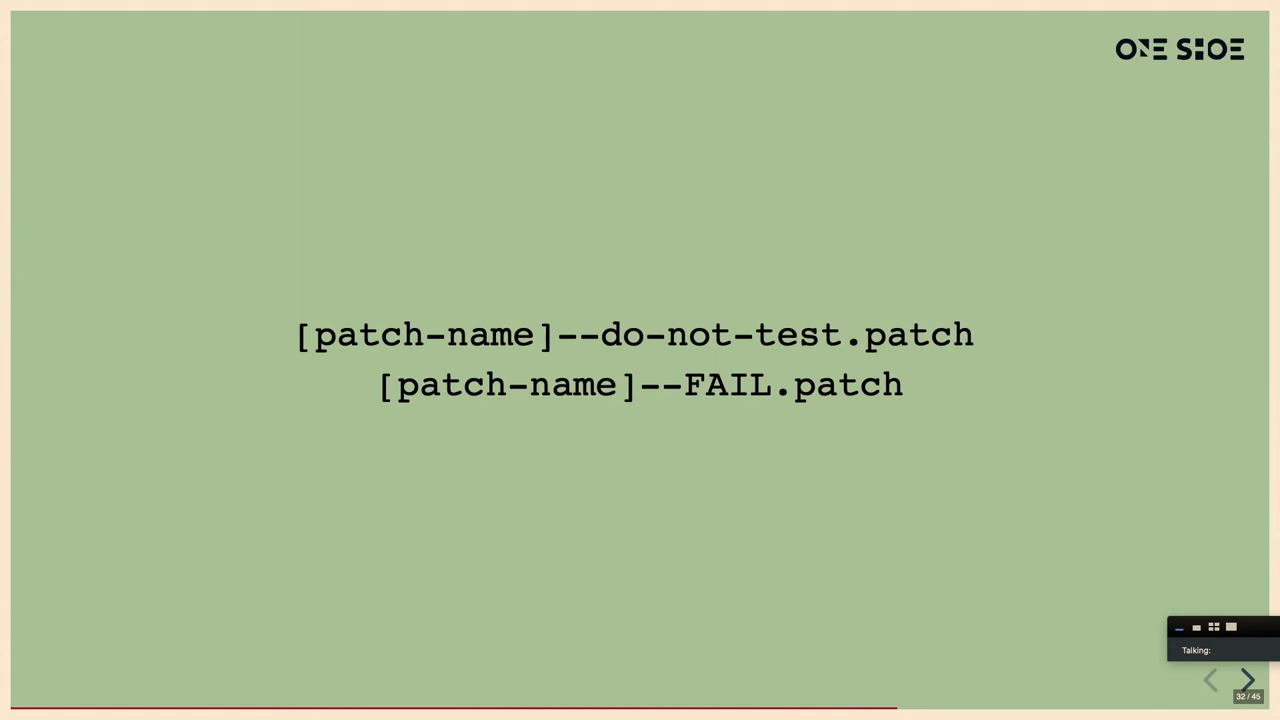 ONE SHOE
[patch-name]--do-not-test.patch
[patch-name]--FAIL.patch
Talking:
32 / 45